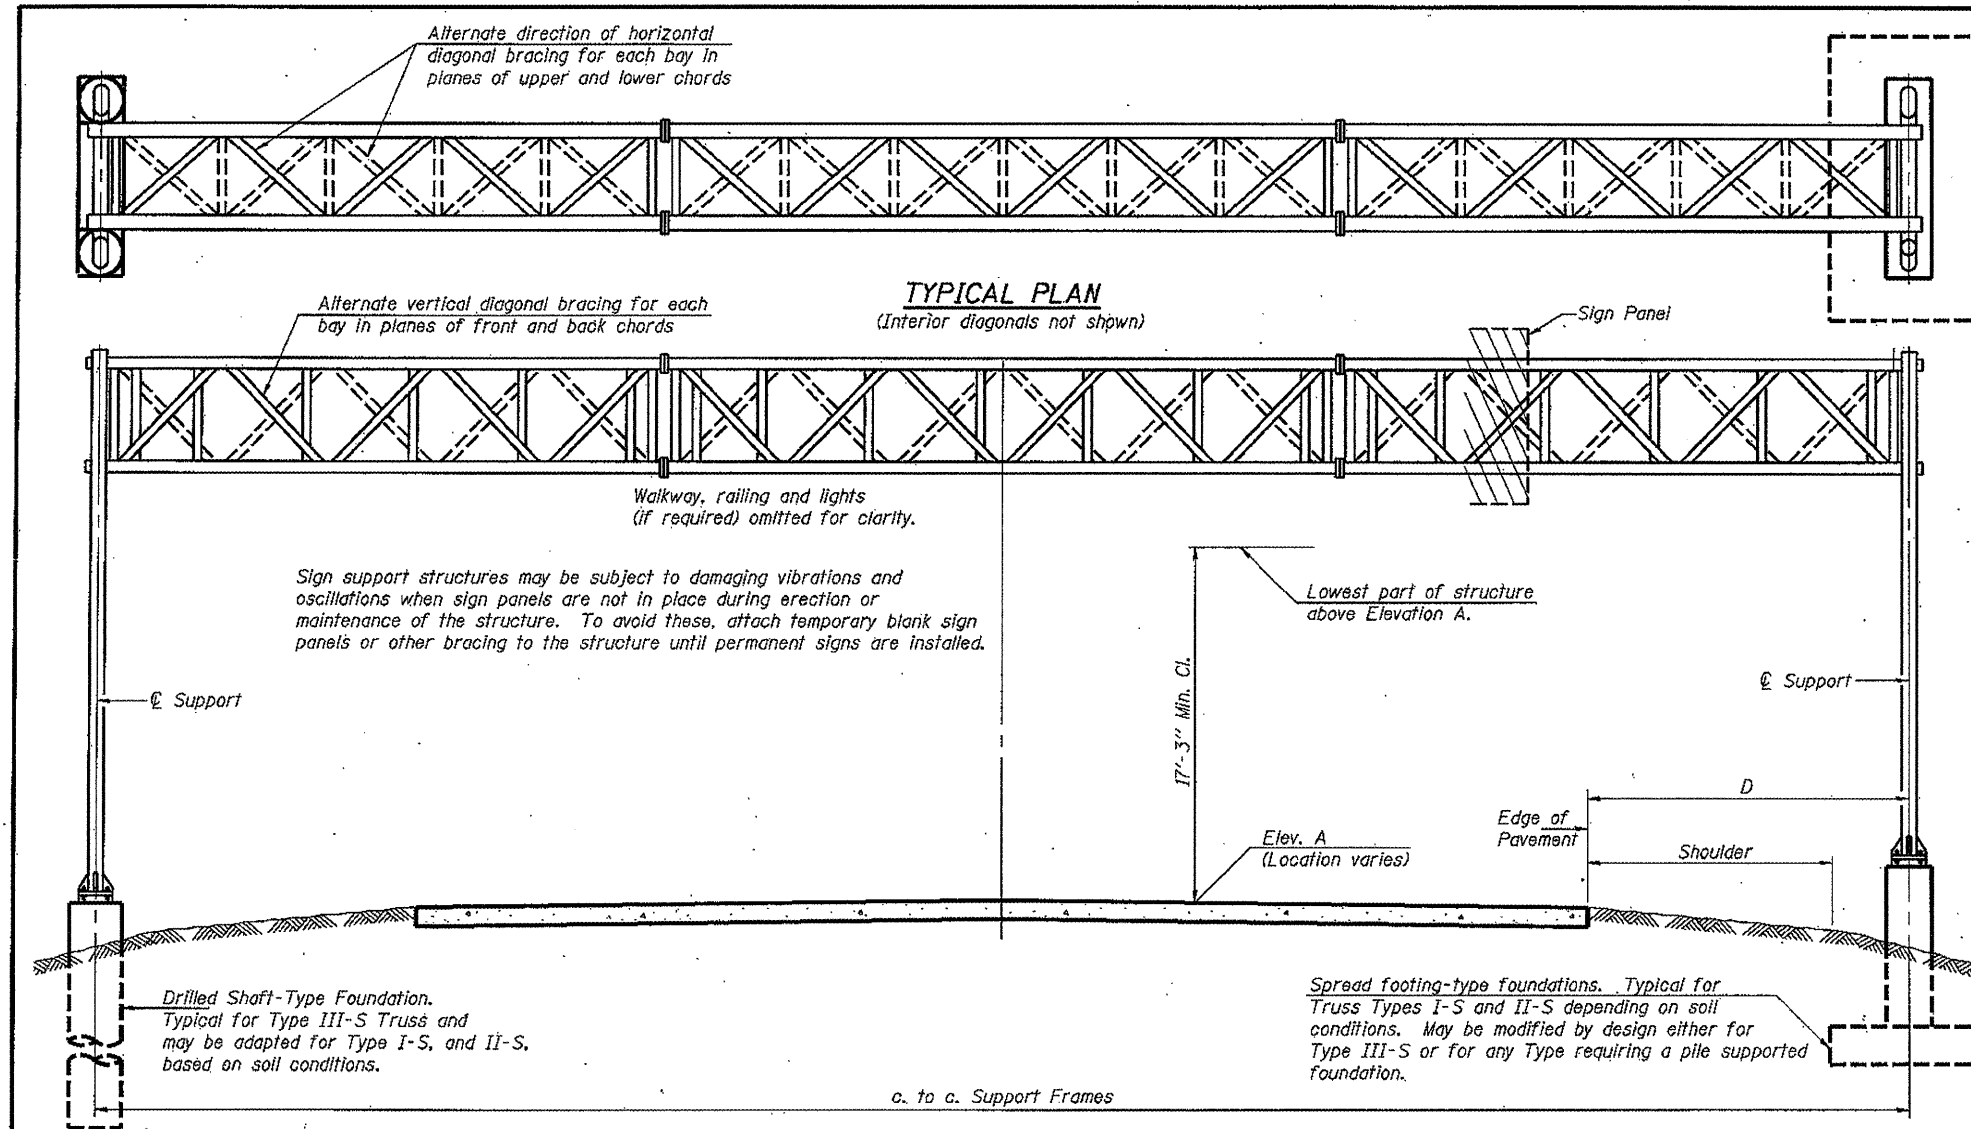 Alternate direction of horizontal
diagonal bracing for each bay in
planes of upper and lower chords
TYPICAL PLAN
(Interior diagonals not shown)
Alternate vertical diagonal bracing for each
bay in planes of front and back chords
Sign Panel
Walkway, railing and lights
(if required) omitted for clarity.
Sign support structures may be subject to damaging vibrations and
oscillations when sign panels are not in place during erection or
maintenance of the structure. To avoid these, attach temporary blank sign
panels or other bracing to the structure until permanent signs are installed.
Lowest part of structure
above Elevation A.
17'-3" Min. Cl.
℄ Support
℄ Support
D
Edge of
Pavement
Shoulder
Elev. A
(Location varies)
Drilled Shaft-Type Foundation.
Typical for Type III-S Truss and
may be adapted for Type I-S, and II-S,
based on soil conditions.
Spread footing-type foundations. Typical for
Truss Types I-S and II-S depending on soil
conditions. May be modified by design either for
Type III-S or for any Type requiring a pile supported
foundation.
c. to c. Support Frames